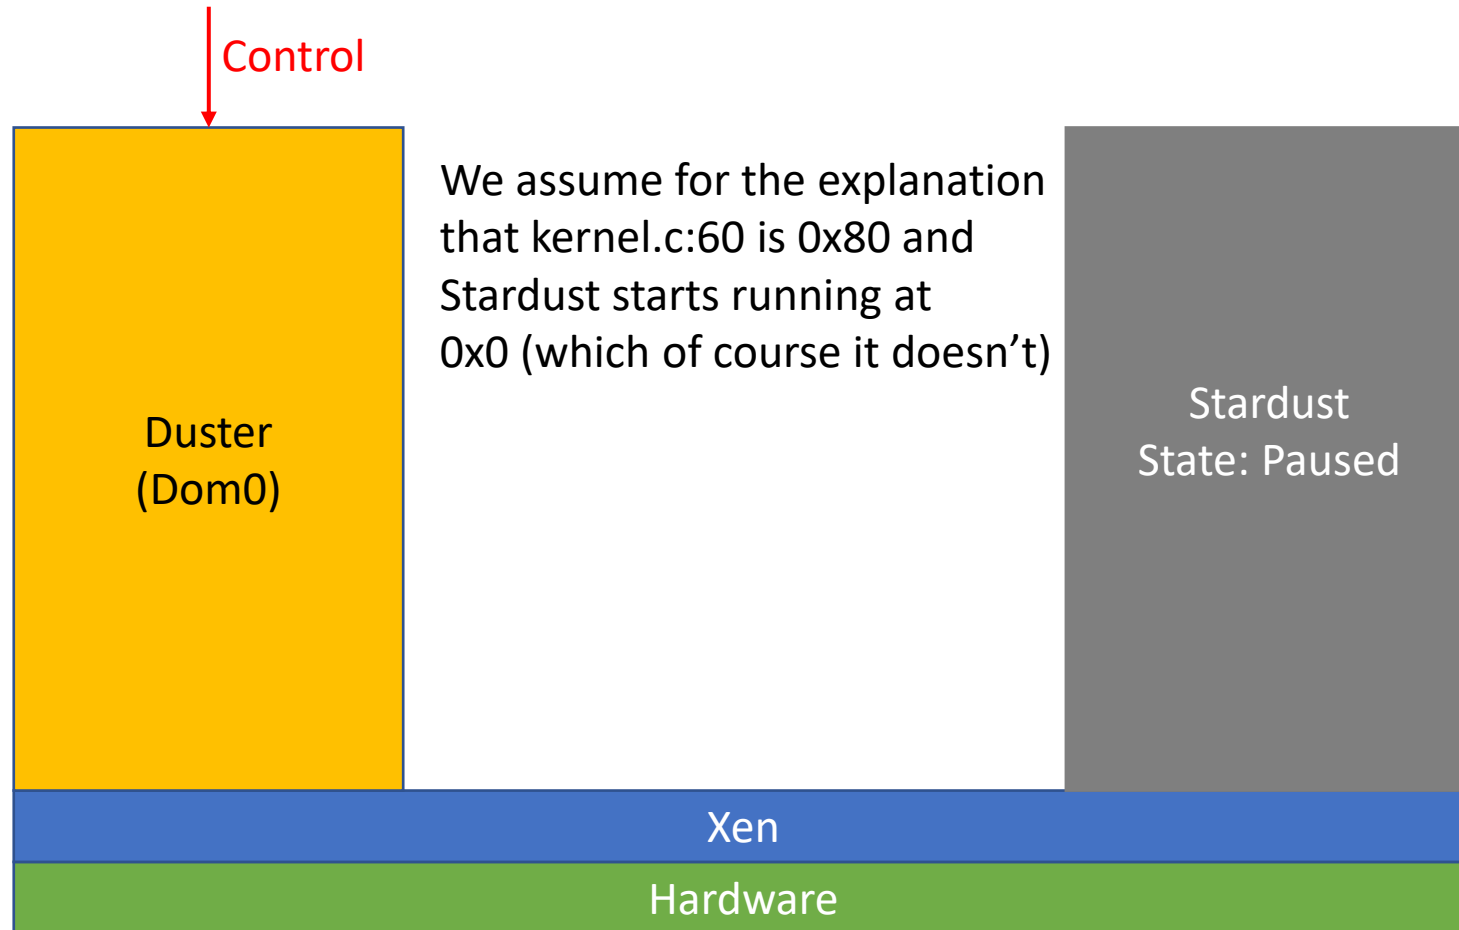 Control
We assume for the explanation
that kernel.c:60 is 0x80 and
Stardust starts running at
0x0 (which of course it doesn’t)
Duster
(Dom0)
Stardust
State: Paused
Xen
Hardware